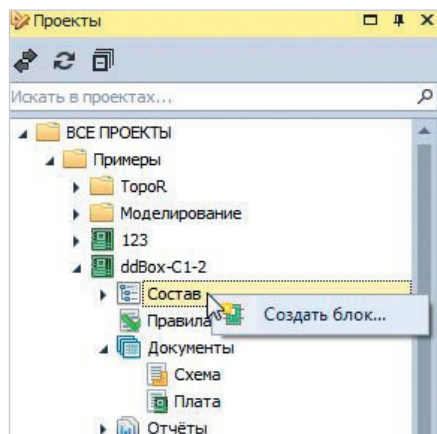 Проекты
Искать в проектах...
ВСЕ ПРОЕКТЫ
Примеры
TopoR
Моделирование
123
ddBox-C1-2
Состав
Создать блок...
Правила
Документы
Схема
Плата
Отчёты